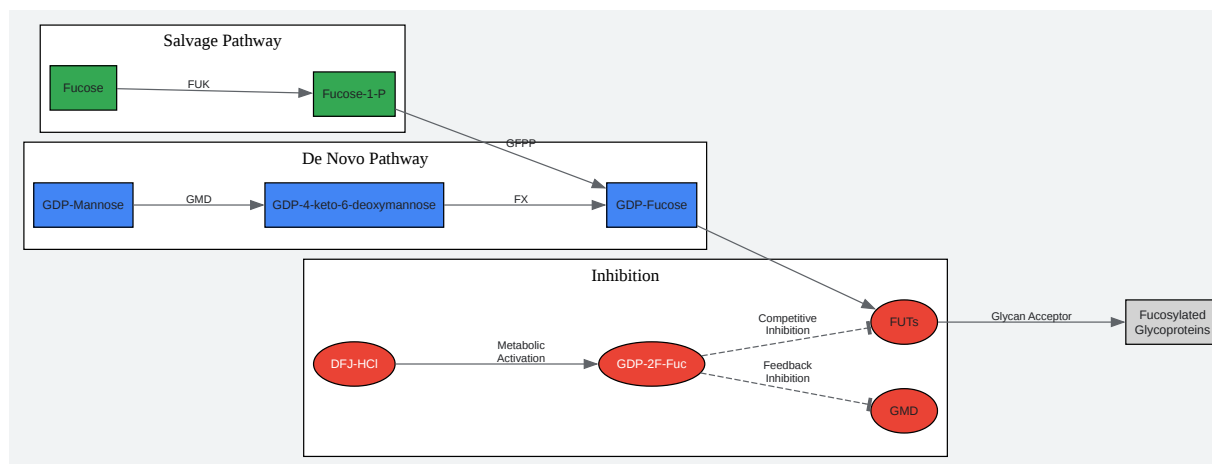 Salvage Pathway
Fucose
FUK
Fucose-1-P
GFPP
De Novo Pathway
GDP-Mannose
GMD
GDP-4-keto-6-deoxymannose
FX
GDP-Fucose
Inhibition
DFJ-HCl
Metabolic
Activation
GDP-2F-Fuc
Competitive
Inhibition
Feedback
Inhibition
FUTs
GMD
Glycan Acceptor
Fucosylated
Glycoproteins